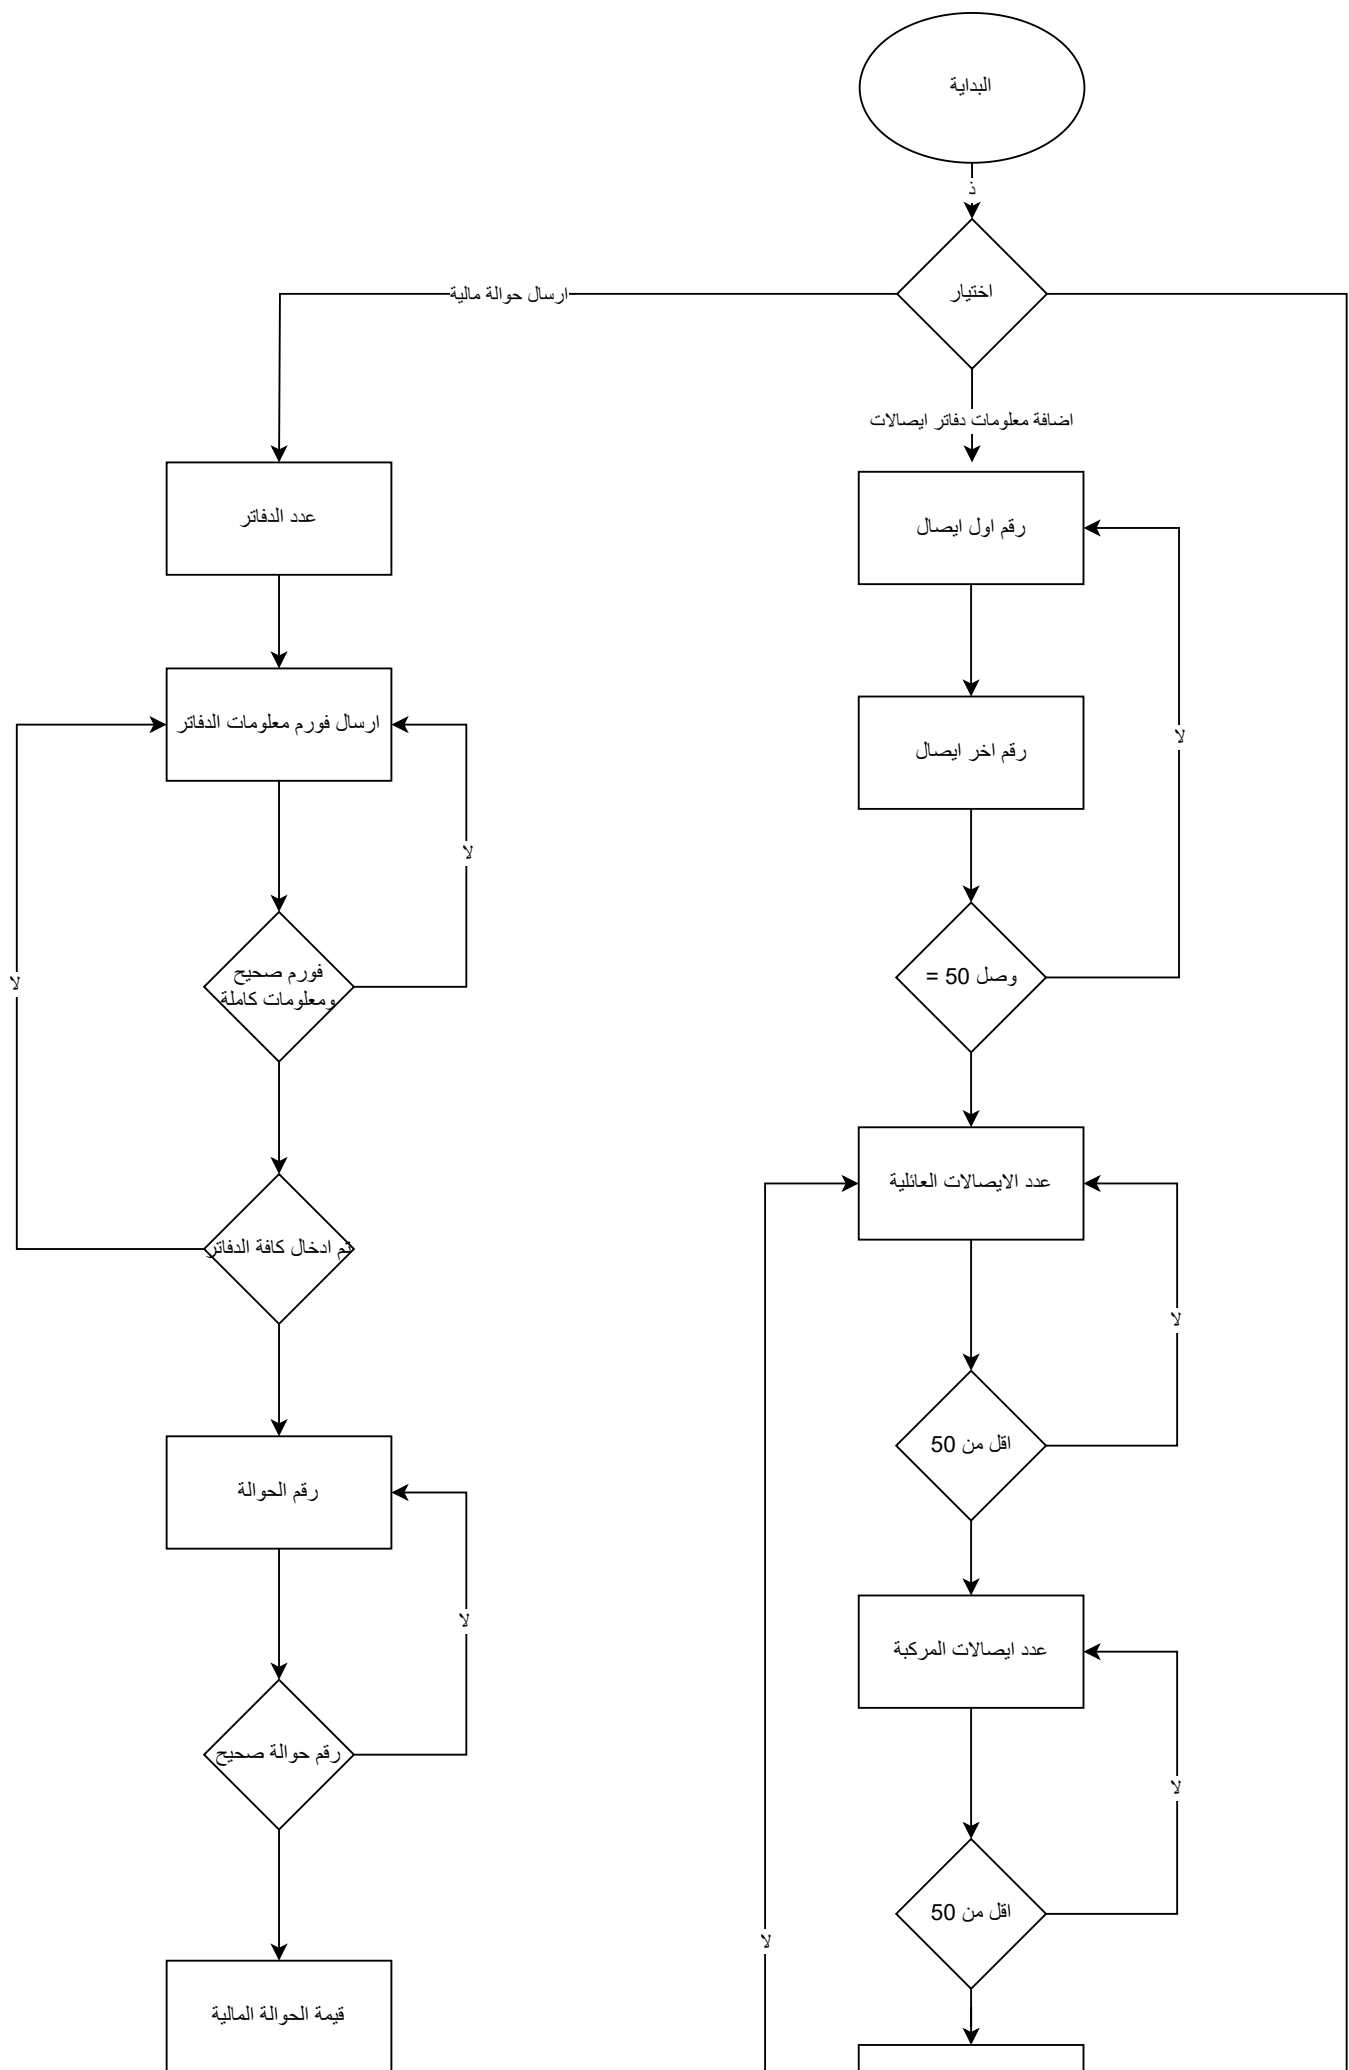 البداية
ذ
اختيار
ارسال حوالة مالية
اضافة معلومات دفاتر ايصالات
عدد الدفاتر
رقم اول ايصال
ارسال فورم معلومات الدفاتر
رقم اخر ايصال
لا
لا
فورم صحيح
ومعلومات كاملة
وصل 50 =
لا
عدد الايصالات العائلية
تم ادخال كافة الدفاتر
لا
اقل من 50
رقم الحوالة
لا
عدد ايصالات المركبة
رقم حوالة صحيح
لا
اقل من 50
لا
قيمة الحوالة المالية